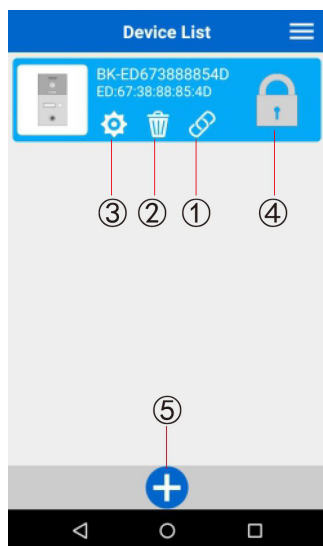 Device List
BK-ED673888854D
ED:67:38:88:85:4D
③ ② ① ④
⑤